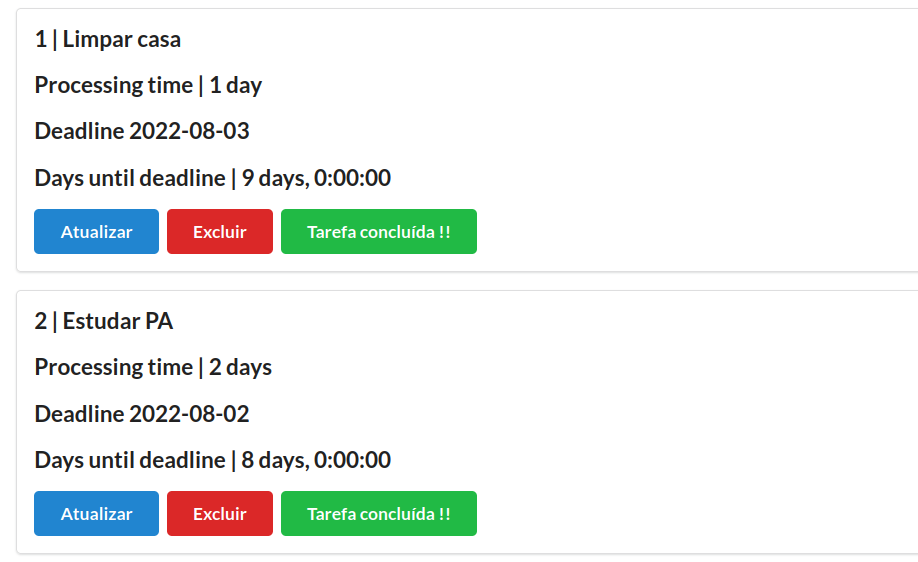 1 | Limpar casa
Processing time | 1 day
Deadline 2022-08-03
Days until deadline | 9 days, 0:00:00
Atualizar Excluir Tarefa concluída !!
2 | Estudar PA
Processing time | 2 days
Deadline 2022-08-02
Days until deadline | 8 days, 0:00:00
Atualizar Excluir Tarefa concluída !!